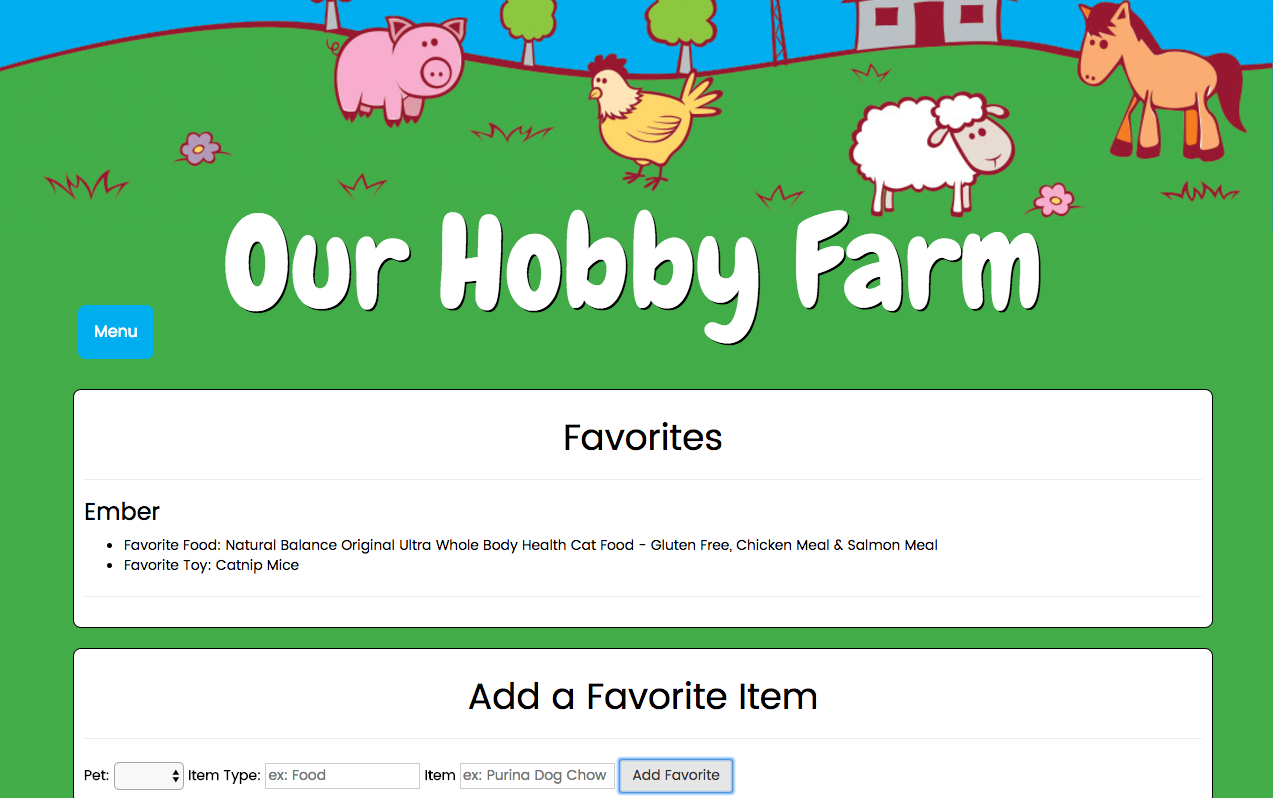 Our Hobby Farm
Menu
Favorites
Ember
Favorite Food: Natural Balance Original Ultra Whole Body Health Cat Food - Gluten Free, Chicken Meal & Salmon Meal
Favorite Toy: Catnip Mice
Add a Favorite Item
Pet: Item Type: ex: Food Item ex: Purina Dog Chow Add Favorite